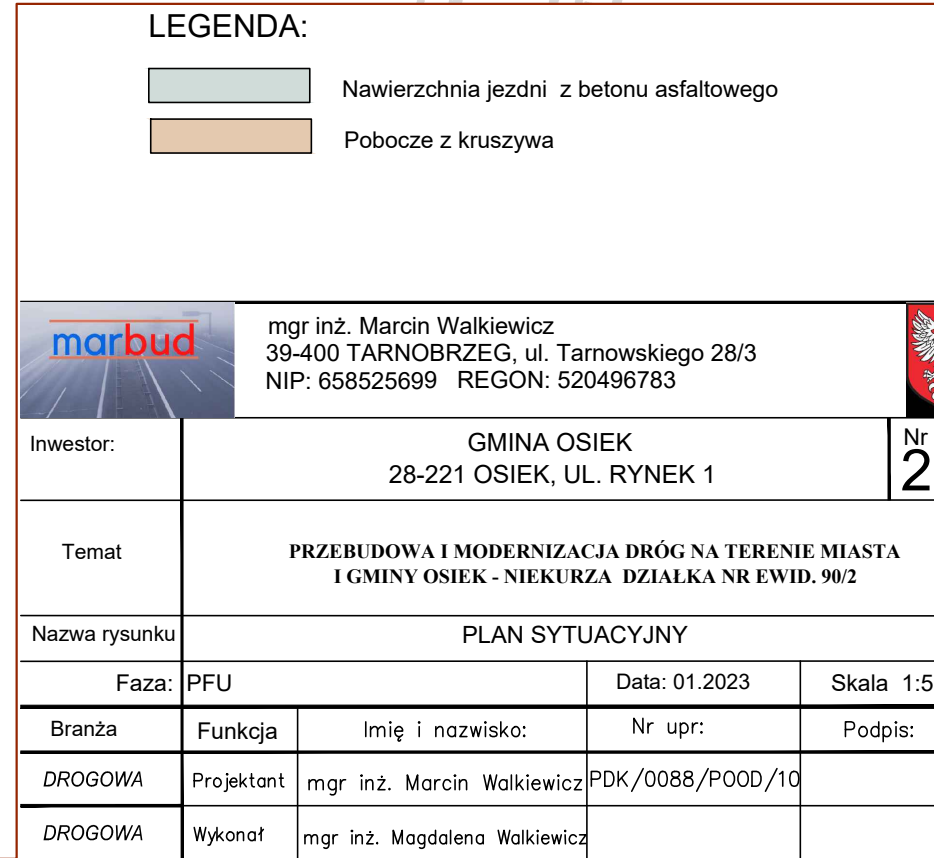 LEGENDA:
Nawierzchnia jezdni z betonu asfaltowego
Pobocze z kruszywa
marbud
mgr inż. Marcin Walkiewicz
39-400 TARNOBRZEG, ul. Tarnowskiego 28/3
NIP: 658525699 REGON: 520496783
Inwestor:
GMINA OSIEK
28-221 OSIEK, UL. RYNEK 1
Nr
2
Temat
PRZEBUDOWA I MODERNIZACJA DRÓG NA TERENIE MIASTA
I GMINY OSIEK - NIEKURZA DZIAŁKA NR EWID. 90/2
Nazwa rysunku
PLAN SYTUACYJNY
Faza: PFU
Data: 01.2023
Skala 1:5
Branża
Funkcja
Imię i nazwisko:
Nr upr:
Podpis:
DROGOWA
Projektant
mgr inż. Marcin Walkiewicz
PDK/0088/POOD/10
DROGOWA
Wykonał
mgr inż. Magdalena Walkiewicz